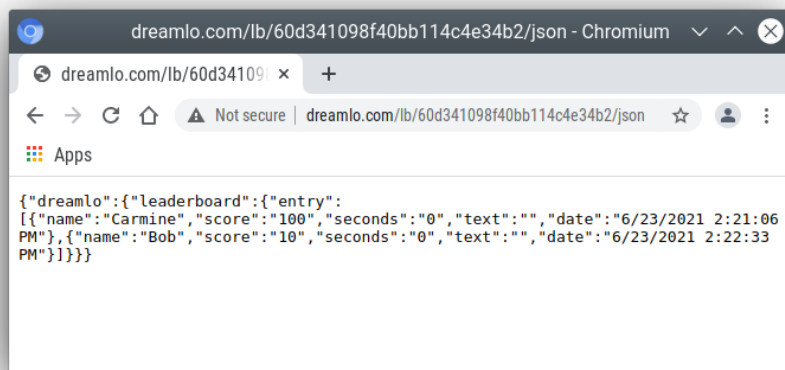 dreamlo.com/lb/60d341098f40bb114c4e34b2/json - Chromium
dreamlo.com/lb/60d34109
Not secure | dreamlo.com/lb/60d341098f40bb114c4e34b2/json
Apps
{"dreamlo":{"leaderboard":{"entry":
[{"name":"Carmine","score":"100","seconds":"0","text":"","date":"6/23/2021 2:21:06
PM"},{"name":"Bob","score":"10","seconds":"0","text":"","date":"6/23/2021 2:22:33
PM"}]}}}